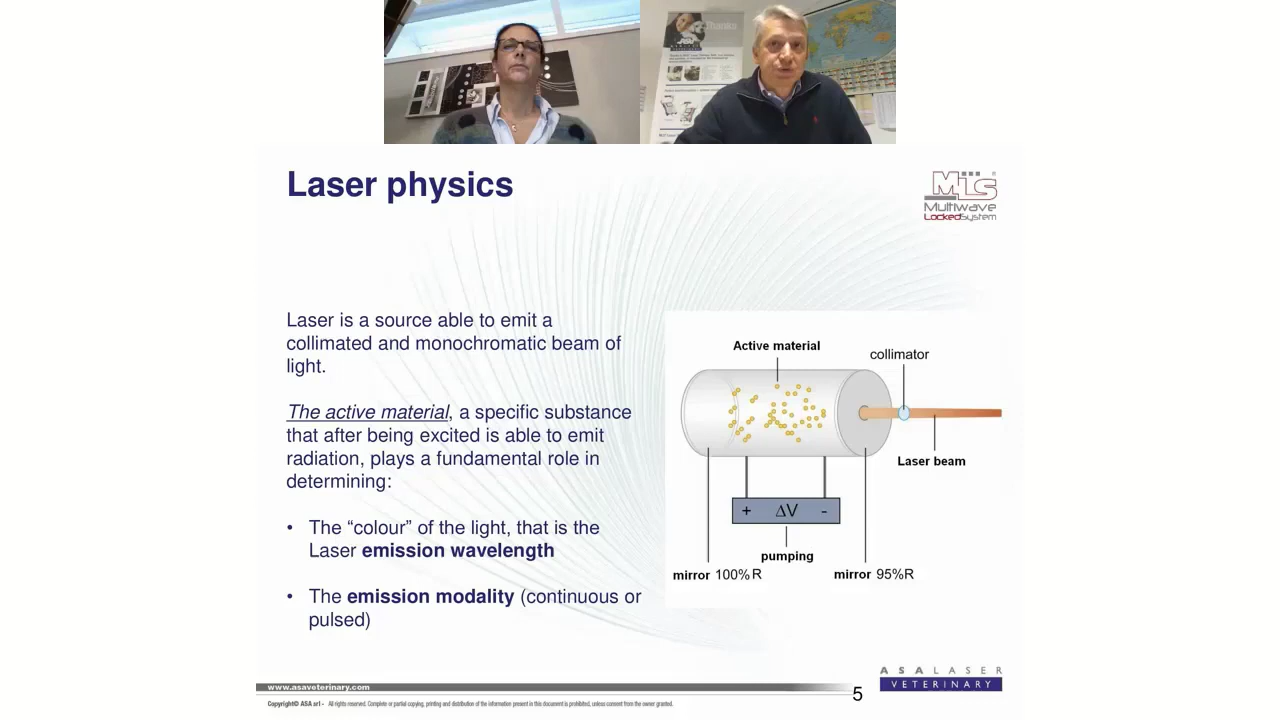 Thanks
Laser physics
MLS®
Multiwave
LockedSystem
Laser is a source able to emit a
collimated and monochromatic beam of
light.
The active material, a specific substance
that after being excited is able to emit
radiation, plays a fundamental role in
determining:
• The “colour” of the light, that is the
Laser emission wavelength
• The emission modality (continuous or
pulsed)
Active material
collimator
Laser beam
+ ΔV -
pumping
mirror 100%R
mirror 95%R
ASALASER
VETERINARY
www.asaveterinary.com
5
Copyright© ASA srl - All rights reserved. Complete or partial copying, printing and distribution of the information present in this document is prohibited, unless consent from the owner granted.